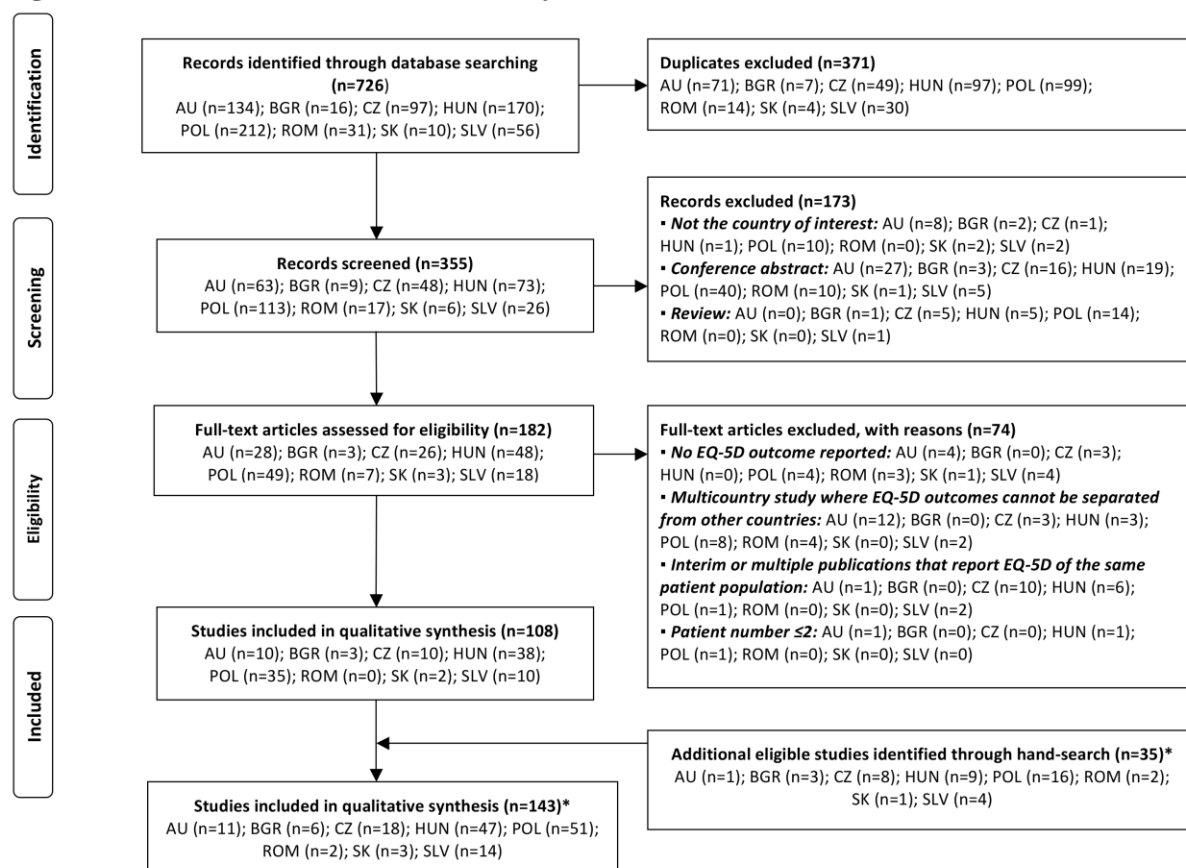 Identification
Records identified through database searching
(n=726)
AU (n=134); BGR (n=16); CZ (n=97); HUN (n=170);
POL (n=212); ROM (n=31); SK (n=10); SLV (n=56)
Duplicates excluded (n=371)
AU (n=71); BGR (n=7); CZ (n=49); HUN (n=97); POL (n=99);
ROM (n=14); SK (n=4); SLV (n=30)
Screening
Records screened (n=355)
AU (n=63); BGR (n=9); CZ (n=48); HUN (n=73);
POL (n=113); ROM (n=17); SK (n=6); SLV (n=26)
Records excluded (n=173)
▪ Not the country of interest: AU (n=8); BGR (n=2); CZ (n=1);
HUN (n=1); POL (n=10); ROM (n=0); SK (n=2); SLV (n=2)
▪ Conference abstract: AU (n=27); BGR (n=3); CZ (n=16); HUN (n=19);
POL (n=40); ROM (n=10); SK (n=1); SLV (n=5)
▪ Review: AU (n=0); BGR (n=1); CZ (n=5); HUN (n=5); POL (n=14);
ROM (n=0); SK (n=0); SLV (n=1)
Eligibility
Full-text articles assessed for eligibility (n=182)
AU (n=28); BGR (n=3); CZ (n=26); HUN (n=48);
POL (n=49); ROM (n=7); SK (n=3); SLV (n=18)
Full-text articles excluded, with reasons (n=74)
▪ No EQ-5D outcome reported: AU (n=4); BGR (n=0); CZ (n=3);
HUN (n=0); POL (n=4); ROM (n=3); SK (n=1); SLV (n=4)
▪ Multicountry study where EQ-5D outcomes cannot be separated
from other countries: AU (n=12); BGR (n=0); CZ (n=3); HUN (n=3);
POL (n=8); ROM (n=4); SK (n=0); SLV (n=2)
▪ Interim or multiple publications that report EQ-5D of the same
patient population: AU (n=1); BGR (n=0); CZ (n=10); HUN (n=6);
POL (n=1); ROM (n=0); SK (n=0); SLV (n=2)
▪ Patient number ≤2: AU (n=1); BGR (n=0); CZ (n=0); HUN (n=1);
POL (n=1); ROM (n=0); SK (n=0); SLV (n=0)
Included
Studies included in qualitative synthesis (n=108)
AU (n=10); BGR (n=3); CZ (n=10); HUN (n=38);
POL (n=35); ROM (n=0); SK (n=2); SLV (n=10)
Additional eligible studies identified through hand-search (n=35)*
AU (n=1); BGR (n=3); CZ (n=8); HUN (n=9); POL (n=16); ROM (n=2);
SK (n=1); SLV (n=4)
Studies included in qualitative synthesis (n=143)*
AU (n=11); BGR (n=6); CZ (n=18); HUN (n=47); POL (n=51);
ROM (n=2); SK (n=3); SLV (n=14)